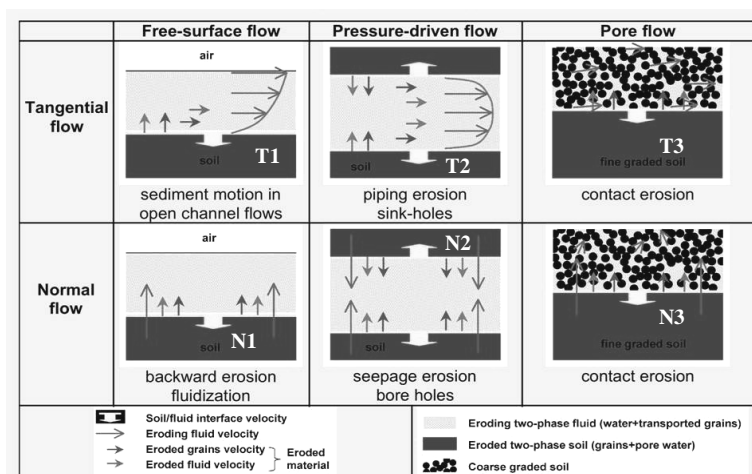 Free-surface flow
Pressure-driven flow
Pore flow
Tangential flow
air
soil
T1
sediment motion in
open channel flows
soil
T2
piping erosion
sink-holes
T3
fine graded soil
contact erosion
Normal flow
air
N1
soil
backward erosion
fluidization
N2
soil
seepage erosion
bore holes
N3
fine graded soil
contact erosion
Soil/fluid interface velocity
Eroding fluid velocity
Eroded grains velocity
Eroded fluid velocity
Eroded
material
Eroding two-phase fluid (water+transported grains)
Eroded two-phase soil (grains+pore water)
Coarse graded soil